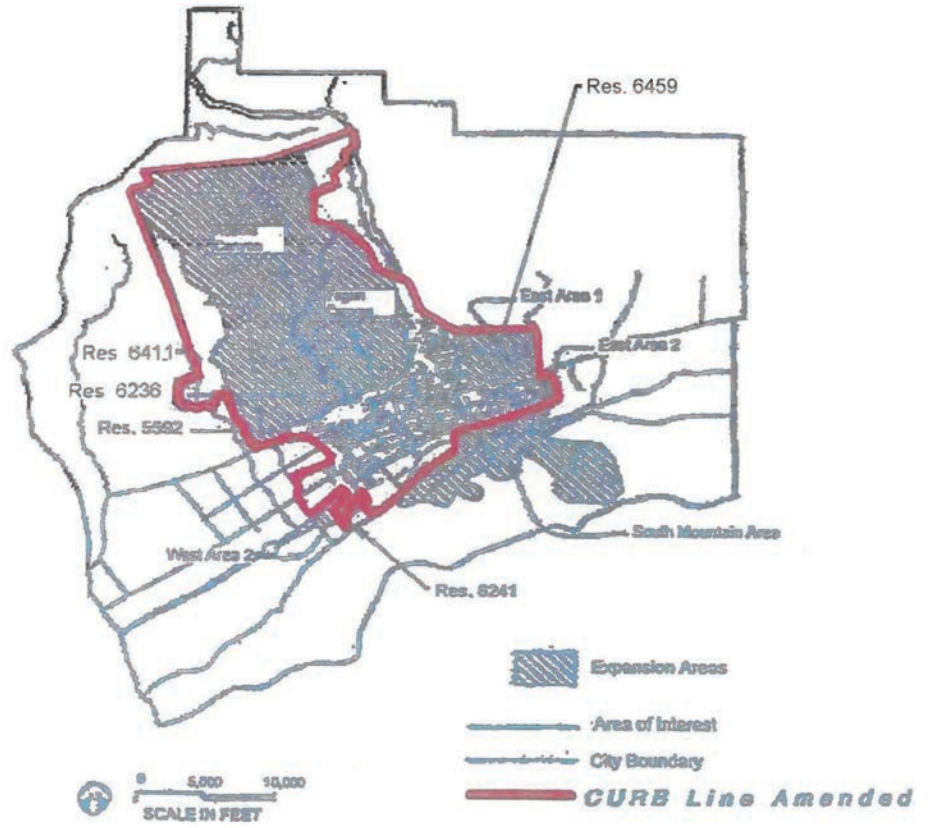 Res. 6459
East Area 1
East Area 2
Res 6411
Res 6236
Res. 5592
West Area 2
South Mountain Area
Res. 6241
Expansion Areas
Area of Interest
City Boundary
CURB Line Amended
0 5,000 10,000
SCALE IN FEET